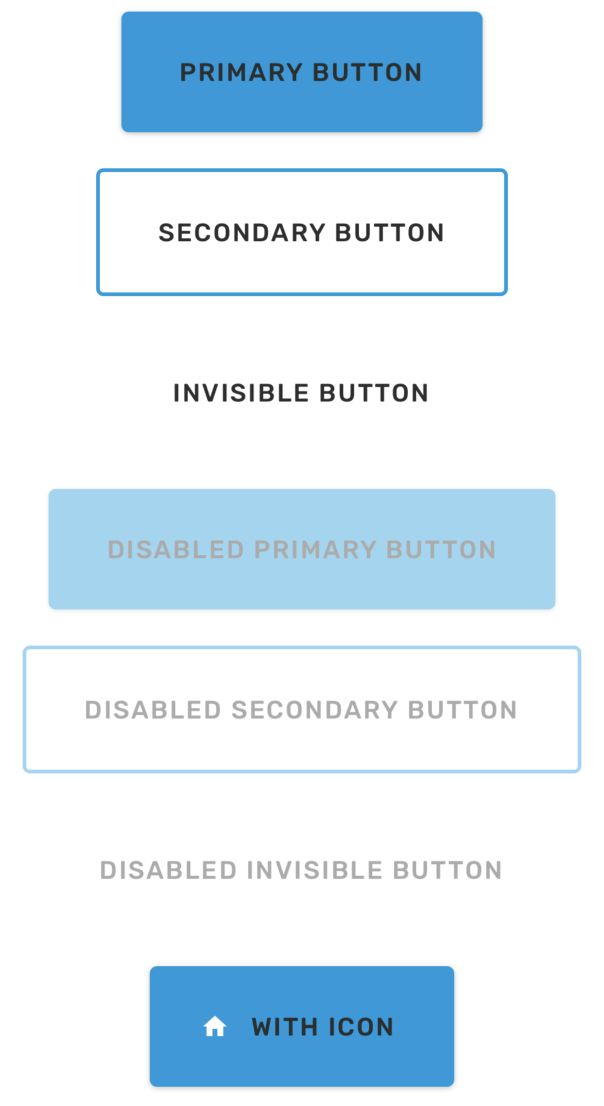 PRIMARY BUTTON
SECONDARY BUTTON
INVISIBLE BUTTON
DISABLED PRIMARY BUTTON
DISABLED SECONDARY BUTTON
DISABLED INVISIBLE BUTTON
WITH ICON